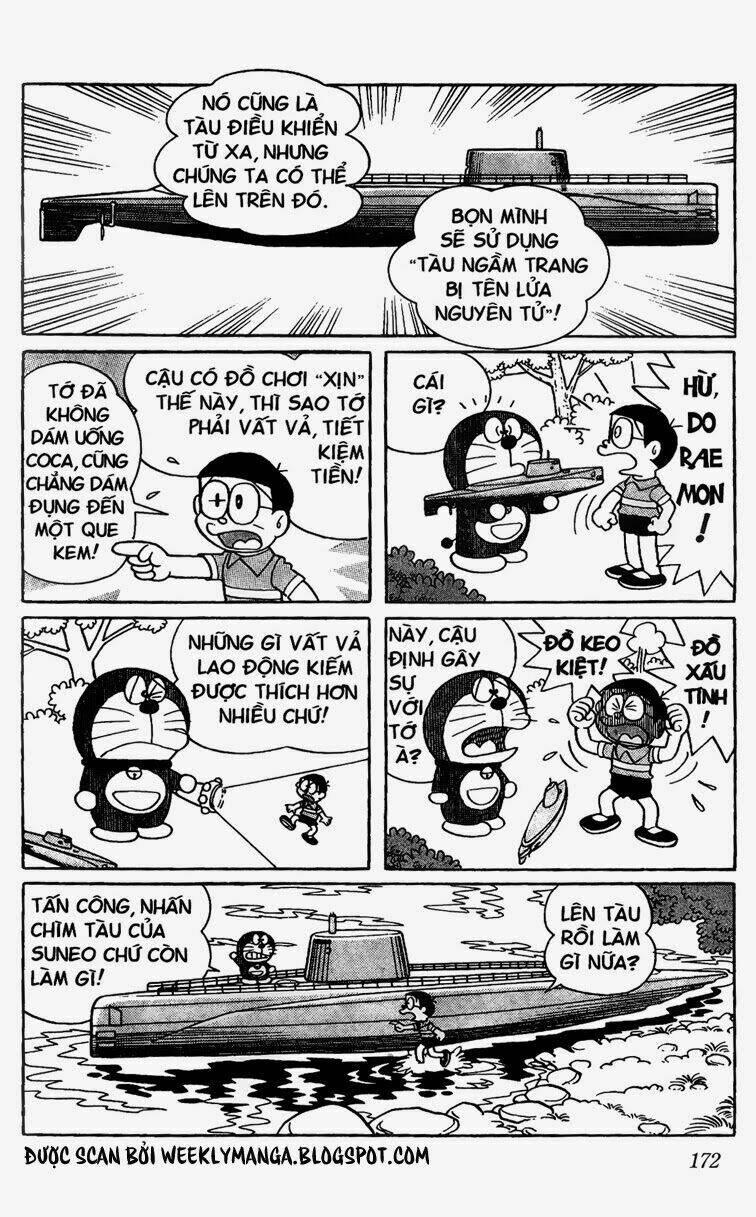 BỌN MÌNH
SẼ SỬ DỤNG
"TÀU NGẦM TRANG
BỊ TÊN LỬA
NGUYÊN TỬ"!
NÓ CŨNG LÀ
TÀU ĐIỀU KHIỂN
TỪ XA, NHƯNG
CHÚNG TA CÓ THỂ
LÊN TRÊN ĐÓ.
HỪ,
DO
RAE
MON
!
CÁI
GÌ?
CẬU CÓ ĐỒ CHƠI "XỊN"
THẾ NÀY, THÌ SAO TỚ
PHẢI VẤT VẢ, TIẾT
KIỆM
TIỀN!
TỚ ĐÃ
KHÔNG
DÁM UỐNG
COCA, CŨNG
CHẲNG DÁM
ĐỤNG ĐẾN
MỘT QUE
KEM!
ĐỒ
XẤU
TÍNH
!
ĐỒ KEO
KIỆT!
NÀY, CẬU
ĐỊNH GÂY
SỰ
VỚI
TỚ
À?
NHỮNG GÌ VẤT VẢ
LAO ĐỘNG KIẾM
ĐƯỢC THÍCH HƠN
NHIỀU CHỨ!
LÊN TÀU
RỒI LÀM
GÌ NỮA?
TẤN CÔNG, NHẤN
CHÌM TÀU CỦA
SUNEO CHỨ CÒN
LÀM GÌ!
ĐƯỢC SCAN BỞI WEEKLYMANGA.BLOGSPOT.COM
172